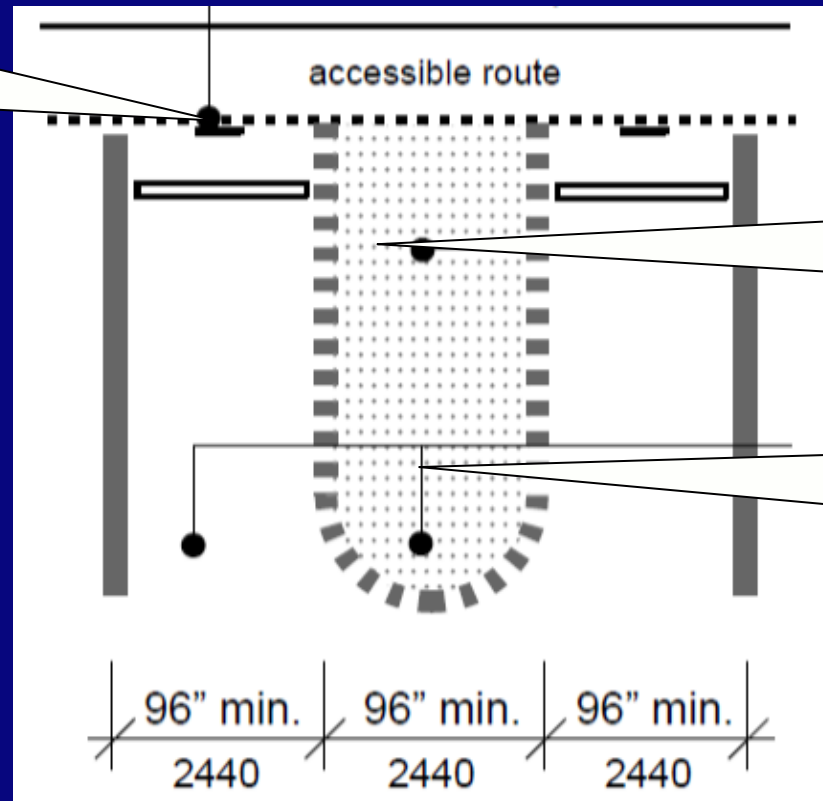 accessible route
96” min. 96” min. 96” min.
2440 2440 2440